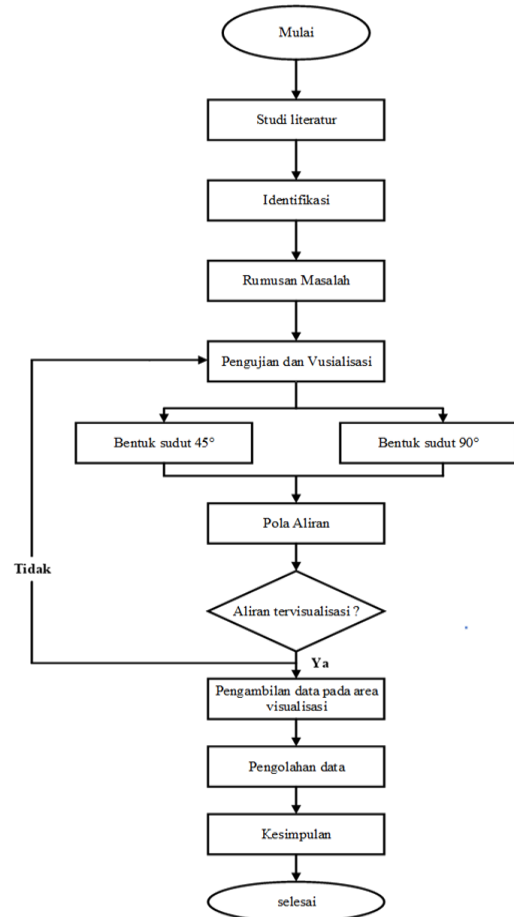 Mulai
Studi literatur
Identifikasi
Rumusan Masalah
Pengujian dan Vusialisasi
Bentuk sudut 45°
Bentuk sudut 90°
Pola Aliran
Tidak
Aliran tervisualisasi ?
Ya
Pengambilan data pada area
visualisasi
Pengolahan data
Kesimpulan
selesai